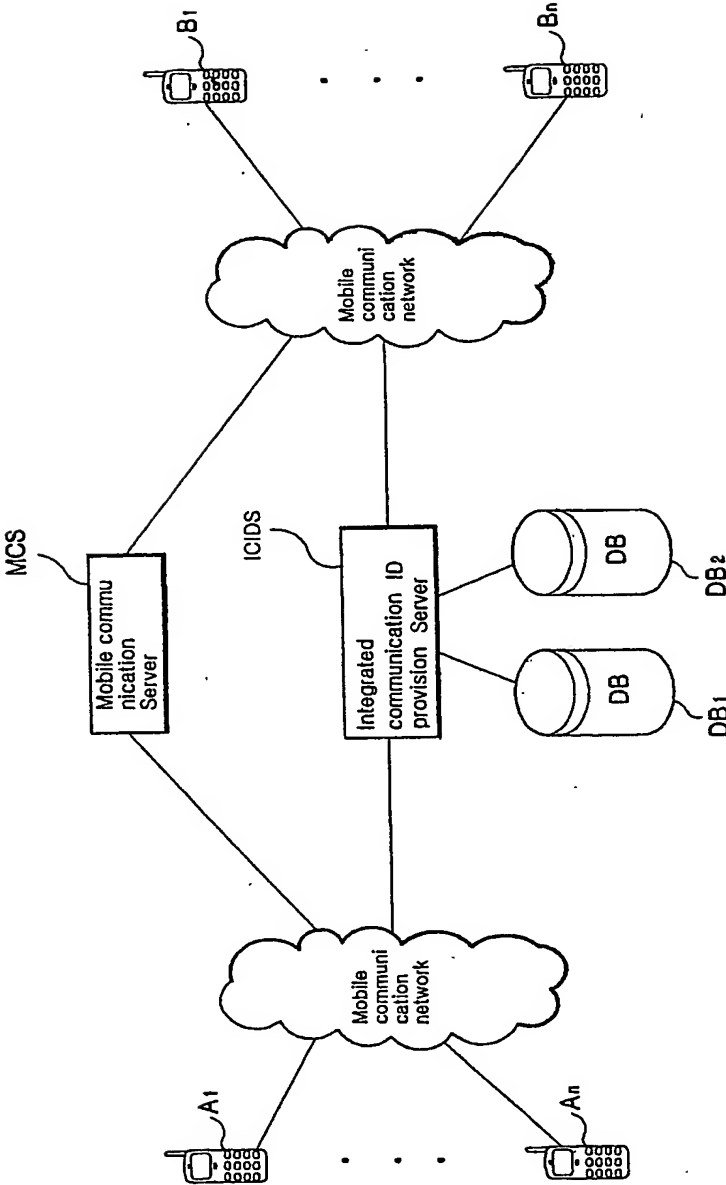 MCS
Mobile commu
nication
Server
B1
Mobile
communi
cation
network
Bn
ICIDS
Integrated
communication ID
provision Server
DB
DB1
DB
DB2
A1
Mobile
communi
cation
network
An